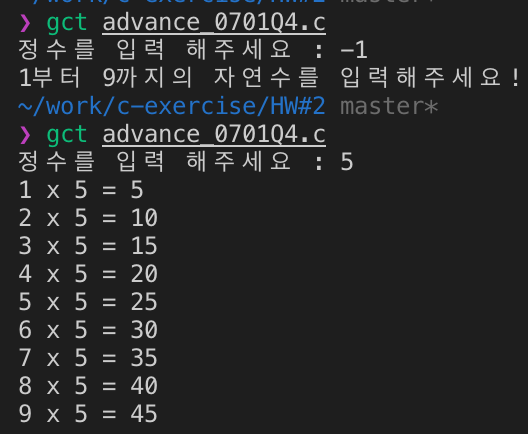 ❯ gct advance_0701Q4.c
정수를 입력 해주세요 : -1
1부터 9까지의 자연수를 입력해주세요!
~/work/c-exercise/HW#2 master*
❯ gct advance_0701Q4.c
정수를 입력 해주세요 : 5
1 x 5 = 5
2 x 5 = 10
3 x 5 = 15
4 x 5 = 20
5 x 5 = 25
6 x 5 = 30
7 x 5 = 35
8 x 5 = 40
9 x 5 = 45